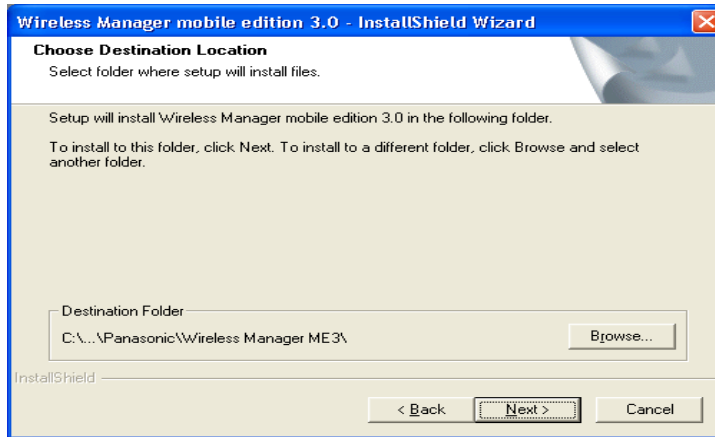 Wireless Manager mobile edition 3.0 - InstallShield Wizard
Choose Destination Location
Select folder where setup will install files.
Setup will install Wireless Manager mobile edition 3.0 in the following folder.
To install to this folder, click Next. To install to a different folder, click Browse and select
another folder.
Destination Folder
C:\...\Panasonic\Wireless Manager ME3\
Browse...
InstallShield
< Back
Next >
Cancel